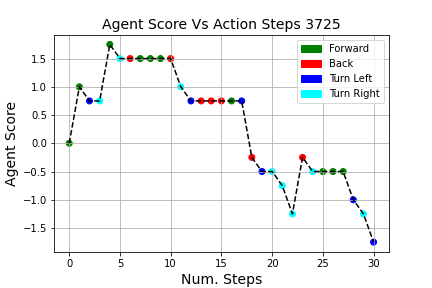 Agent Score Vs Action Steps 3725
Agent Score
1.5
1.0
0.5
0.0
−0.5
−1.0
−1.5
Forward
Back
Turn Left
Turn Right
0 5 10 15 20 25 30
Num. Steps